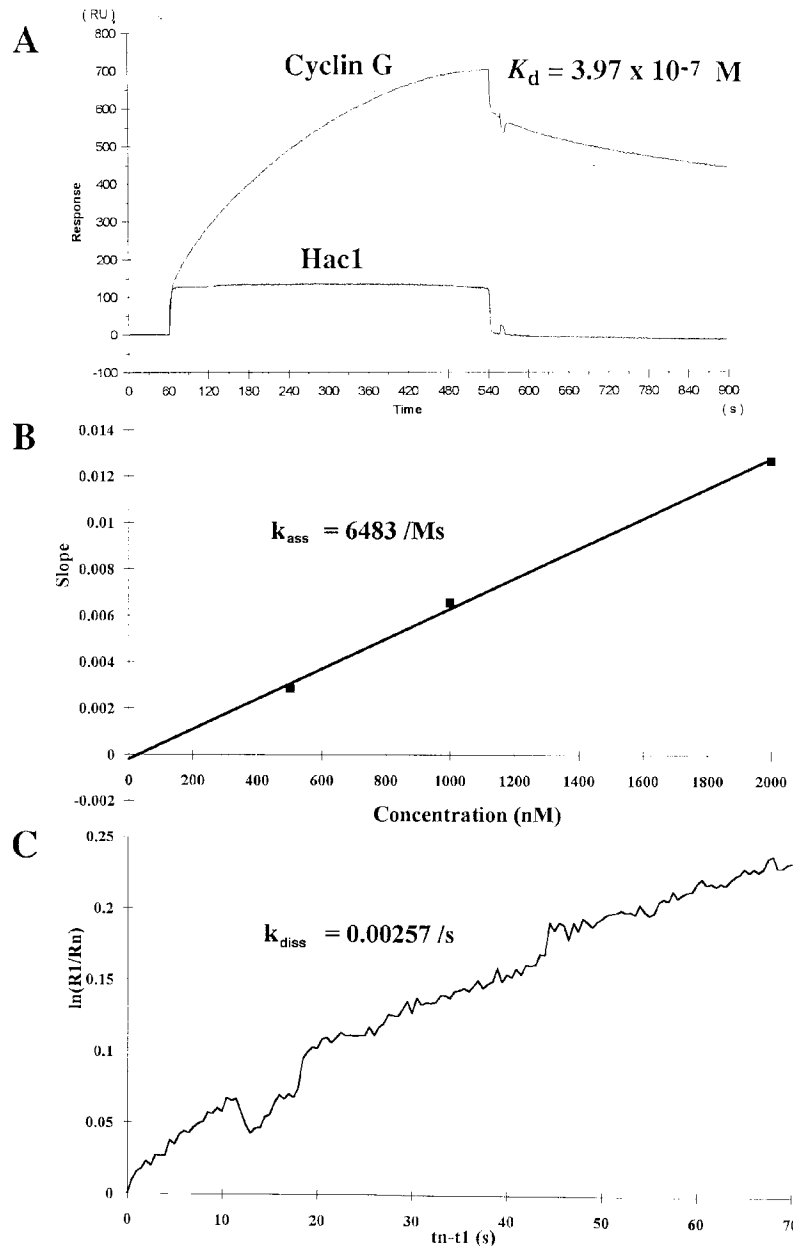 (RU)
A
800
700
600
500
400
300
200
100
0
-100
Response
Cyclin G
K_d = 3.97 x 10⁻⁷ M
Hac1
0 60 120 180 240 300 360 420 480 540 600 660 720 780 840 900
Time
(s)
B
0.014
0.012
0.01
0.008
0.006
0.004
0.002
0
-0.002
Slope
k_ass = 6483 /Ms
0 200 400 600 800 1000 1200 1400 1600 1800 2000
Concentration (nM)
C
0.25
0.2
0.15
0.1
0.05
0
ln(R1/Rn)
k_diss = 0.00257 /s
0 10 20 30 40 50 60 70
tn-t1 (s)